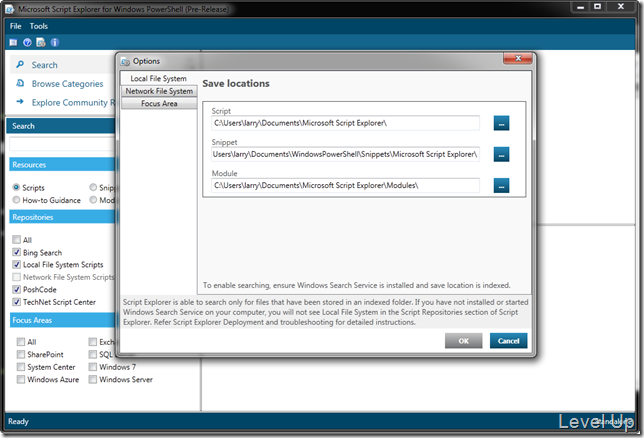 Microsoft Script Explorer for Windows PowerShell (Pre-Release)
File Tools
Search
Browse Categories
Explore Community R
Search
Resources
Scripts Snipp
How-to Guidance Mod
Repositories
All
Bing Search
Local File System Scripts
Network File System Scripts
PoshCode
TechNet Script Center
Focus Areas
All Excha
SharePoint SQL
System Center Windows 7
Windows Azure Windows Server
Ready
Options
Local File System
Network File System
Focus Area
Save locations
Script
C:\Users\larry\Documents\Microsoft Script Explorer\
...
Snippet
Users\larry\Documents\WindowsPowerShell\Snippets\Microsoft Script Explorer\
...
Module
C:\Users\larry\Documents\Microsoft Script Explorer\Modules\
...
To enable searching, ensure Windows Search Service is installed and save location is indexed.
Script Explorer is able to search only for files that have been stored in an indexed folder. If you have not installed or started
Windows Search Service on your computer, you will not see Local File System in the Script Repositories section of Script
Explorer. Refer Script Explorer Deployment and troubleshooting for detailed instructions.
OK Cancel
Level Up